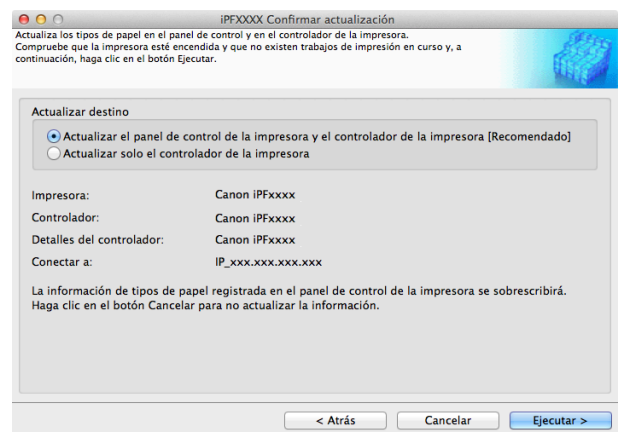 iPFXXXX Confirmar actualización
Actualiza los tipos de papel en el panel de control y en el controlador de la impresora.
Compruebe que la impresora esté encendida y que no existen trabajos de impresión en curso y, a
continuación, haga clic en el botón Ejecutar.
Actualizar destino
Actualizar el panel de control de la impresora y el controlador de la impresora [Recomendado]
Actualizar solo el controlador de la impresora
Impresora: Canon iPFxxxx
Controlador: Canon iPFxxxx
Detalles del controlador: Canon iPFxxxx
Conectar a: IP_xxx.xxx.xxx.xxx
La información de tipos de papel registrada en el panel de control de la impresora se sobrescribirá.
Haga clic en el botón Cancelar para no actualizar la información.
< Atrás Cancelar Ejecutar >